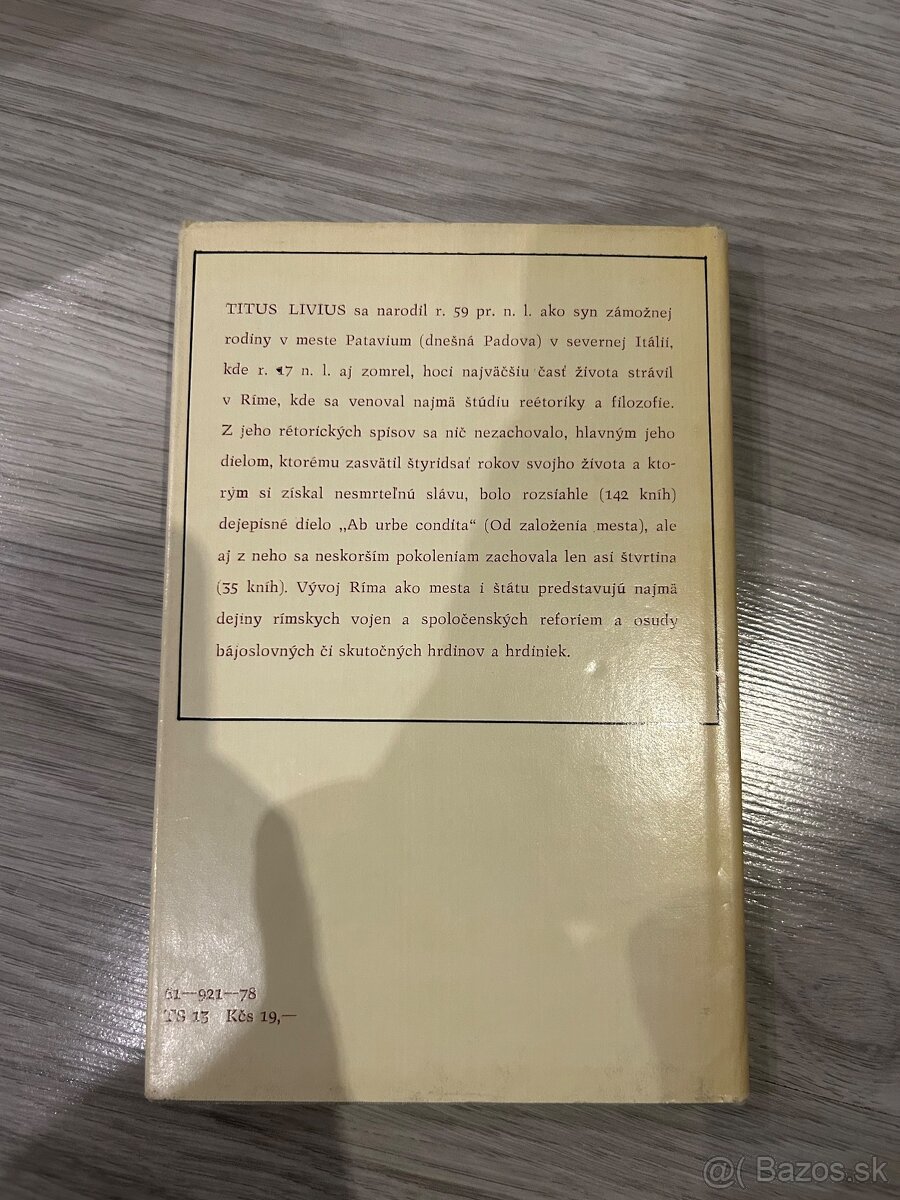 TITUS LIVIUS sa narodil r. 59 pr. n. l. ako syn zámožnej
rodiny v meste Patavium (dnešná Padova) v severnej Itálii,
kde r. 17 n. l. aj zomrel, hoci najväčšiu časť života strávil
v Ríme, kde sa venoval najmä štúdiu reétoriky a filozofie.
Z jeho rétorických spisov sa nič nezachovalo, hlavným jeho
dielom, ktorému zasvätil štyridsať rokov svojho života a kto-
rým si získal nesmrteľnú slávu, bolo rozsiahle (142 kníh)
dejepisné dielo „Ab urbe condita“ (Od založenia mesta), ale
aj z neho sa neskorším pokoleniam zachovala len asi štvrtina
(35 kníh). Vývoj Ríma ako mesta i štátu predstavujú najmä
dejiny rímskych vojen a spoločenských reforiem a osudy
bájoslovných či skutočných hrdinov a hrdiniek.
61—921—78
TS 13 Kčs 19,—
@( Bazos.sk